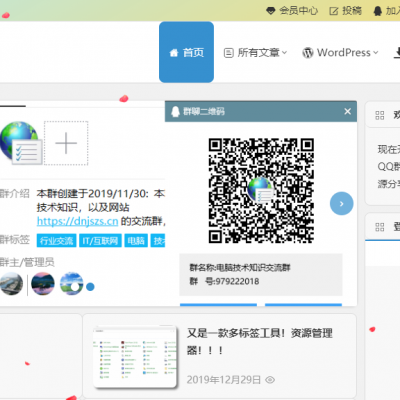 会员中心 投稿 加入
首页 所有文章 WordPress
群聊二维码
群介绍 本群创建于2019/11/30：本
技术知识，以及网站
https://dnjszs.cn 的交流群，
群标签 行业交流 IT/互联网 电脑 技术
群主/管理员
群名称:电脑技术知识交流群
群 号:979222018
现在
QQ群
源分享
又是一款多标签工具！资源管理
器！！！
2019年12月29日